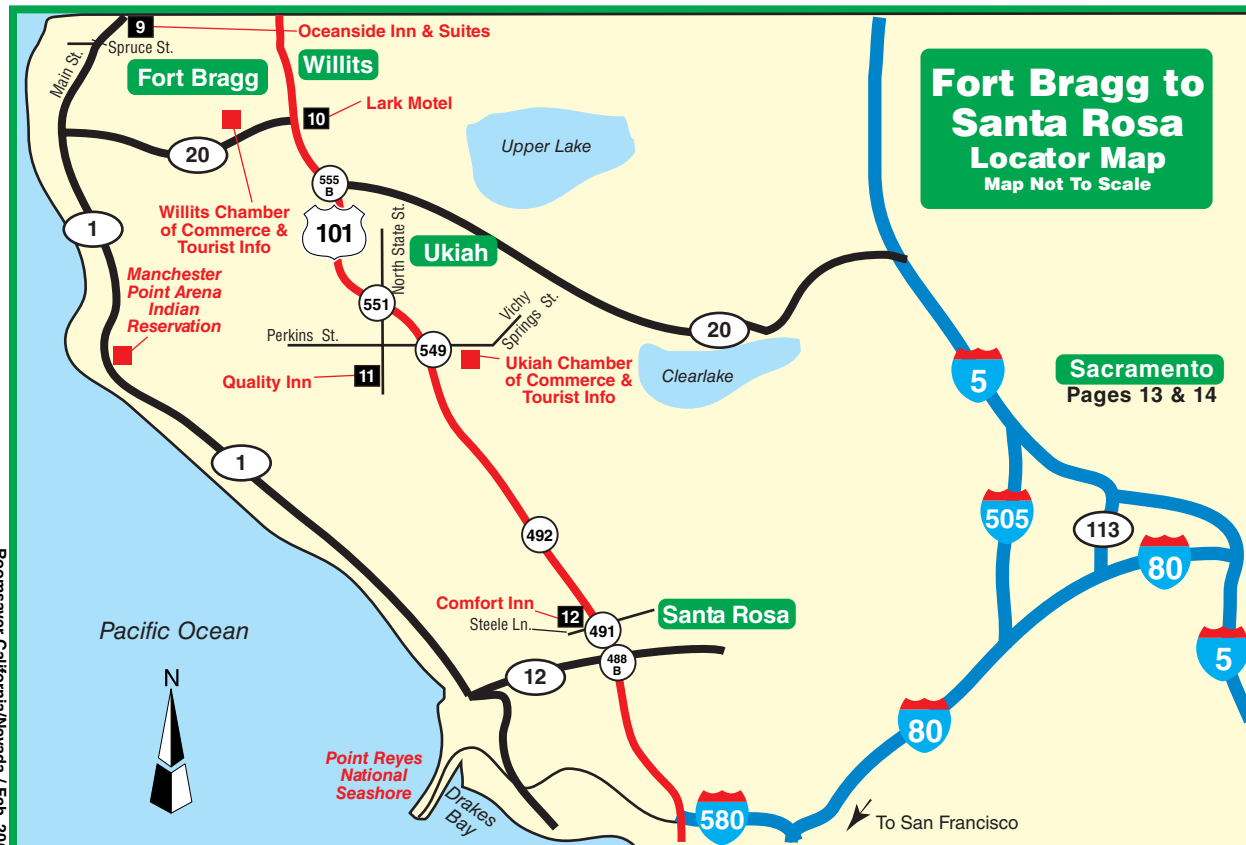 Fort Bragg to
Santa Rosa
Locator Map
Map Not To Scale
9
Oceanside Inn & Suites
Spruce St.
Main St.
Fort Bragg
Willits
10
Lark Motel
20
Upper Lake
555
B
Willits Chamber
of Commerce &
Tourist Info
1
101
North State St.
Ukiah
Manchester
Point Arena
Indian
Reservation
551
Vichy
Springs St.
Perkins St.
549
20
Quality Inn
11
Ukiah Chamber
of Commerce &
Tourist Info
Clearlake
5
Sacramento
Pages 13 & 14
1
505
113
492
80
Comfort Inn
12
Steele Ln.
491
Santa Rosa
Pacific Ocean
488
B
12
5
N
80
Point Reyes
National
Seashore
Drakes
Bay
580
To San Francisco
California/Nevada